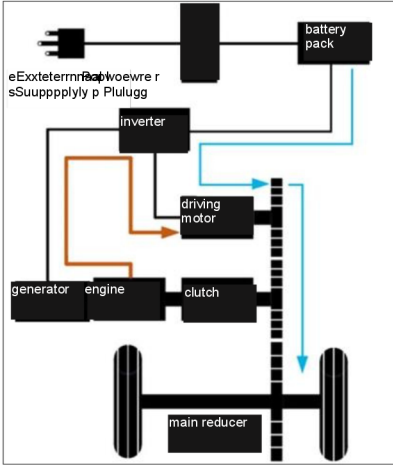 battery
pack
inverter
driving
motor
generator
engine
clutch
main reducer